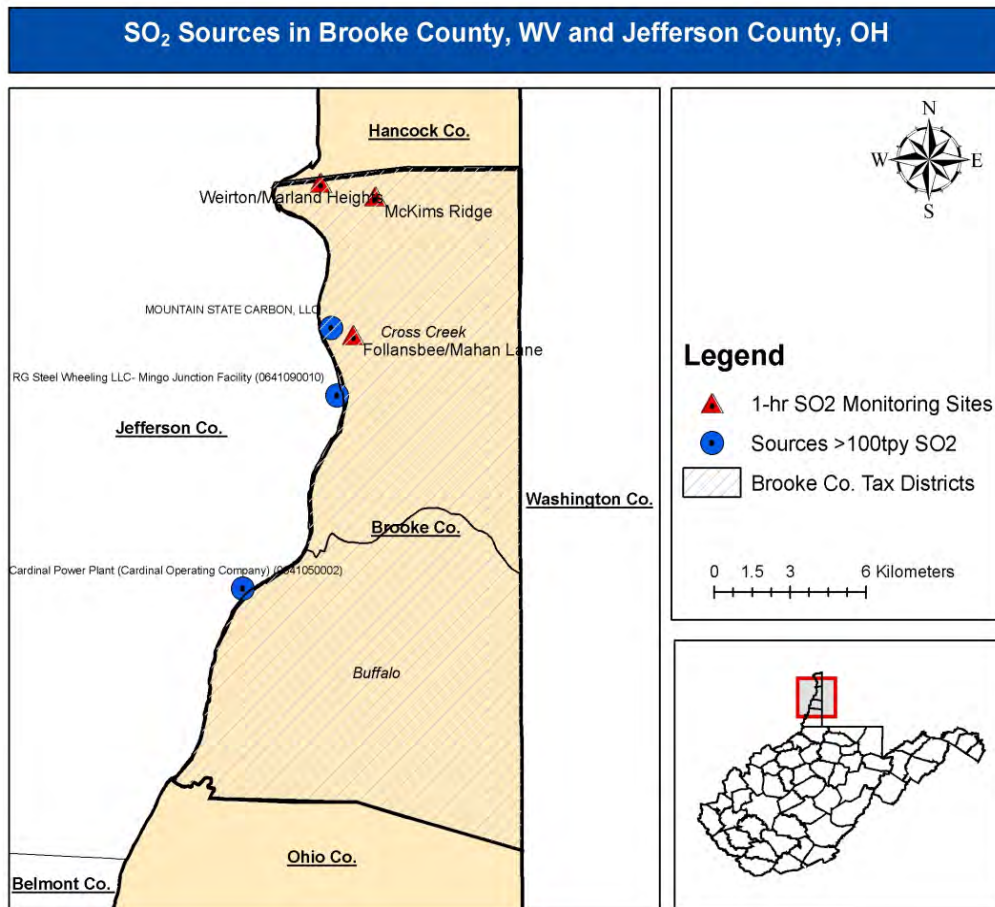 SO₂ Sources in Brooke County, WV and Jefferson County, OH
Hancock Co.
Weirton/Marland Heights
McKims Ridge
MOUNTAIN STATE CARBON, LLC
Cross Creek
Follansbee/Mahan Lane
RG Steel Wheeling LLC- Mingo Junction Facility (0641090010)
Jefferson Co.
Washington Co.
Brooke Co.
Cardinal Power Plant (Cardinal Operating Company) (0641050002)
Buffalo
Ohio Co.
Belmont Co.
N
W
E
S
Legend
1-hr SO2 Monitoring Sites
Sources >100tpy SO2
Brooke Co. Tax Districts
0 1.5 3 6 Kilometers